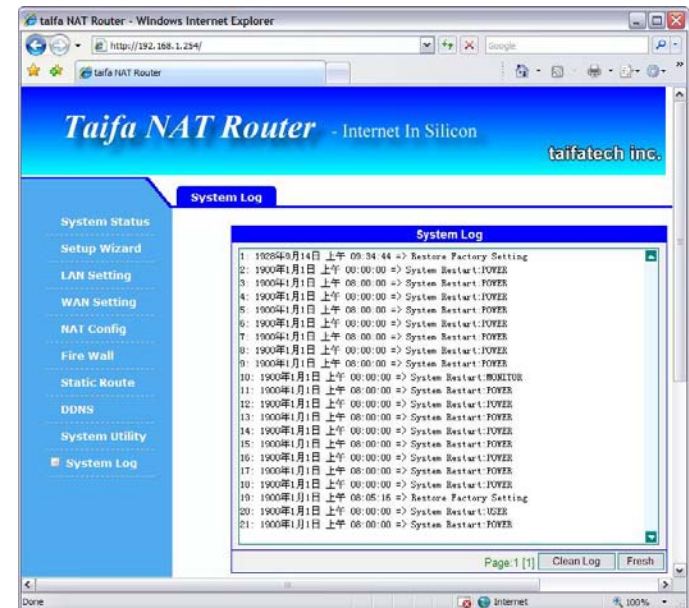 taifa NAT Router - Windows Internet Explorer
http://192.168.1.254/
Google
taifa NAT Router
Taifa NAT Router - Internet In Silicon
taifatech inc.
System Log
System Status
Setup Wizard
LAN Setting
WAN Setting
NAT Config
Fire Wall
Static Route
DDNS
System Utility
System Log
System Log
1: 1928年9月14日 上午 09:34:44 => Restore Factory Setting
2: 1900年1月1日 上午 08:00:00 => System Restart:POWER
3: 1900年1月1日 上午 08:00:00 => System Restart:POWER
4: 1900年1月1日 上午 08:00:00 => System Restart:POWER
5: 1900年1月1日 上午 08:00:00 => System Restart:POWER
6: 1900年1月1日 上午 08:00:00 => System Restart:POWER
7: 1900年1月1日 上午 08:00:00 => System Restart:POWER
8: 1900年1月1日 上午 08:00:00 => System Restart:POWER
9: 1900年1月1日 上午 08:00:00 => System Restart:POWER
10: 1900年1月1日 上午 08:00:00 => System Restart:MONITOR
11: 1900年1月1日 上午 08:00:00 => System Restart:POWER
12: 1900年1月1日 上午 08:00:00 => System Restart:POWER
13: 1900年1月1日 上午 08:00:00 => System Restart:POWER
14: 1900年1月1日 上午 08:00:00 => System Restart:POWER
15: 1900年1月1日 上午 08:00:00 => System Restart:POWER
16: 1900年1月1日 上午 08:00:00 => System Restart:POWER
17: 1900年1月1日 上午 08:00:00 => System Restart:POWER
18: 1900年1月1日 上午 08:00:00 => System Restart:POWER
19: 1900年1月1日 上午 08:05:16 => Restore Factory Setting
20: 1900年1月1日 上午 08:00:00 => System Restart:USER
21: 1900年1月1日 上午 08:00:00 => System Restart:POWER
Page:1 [1] Clean Log Fresh
Done Internet 100%